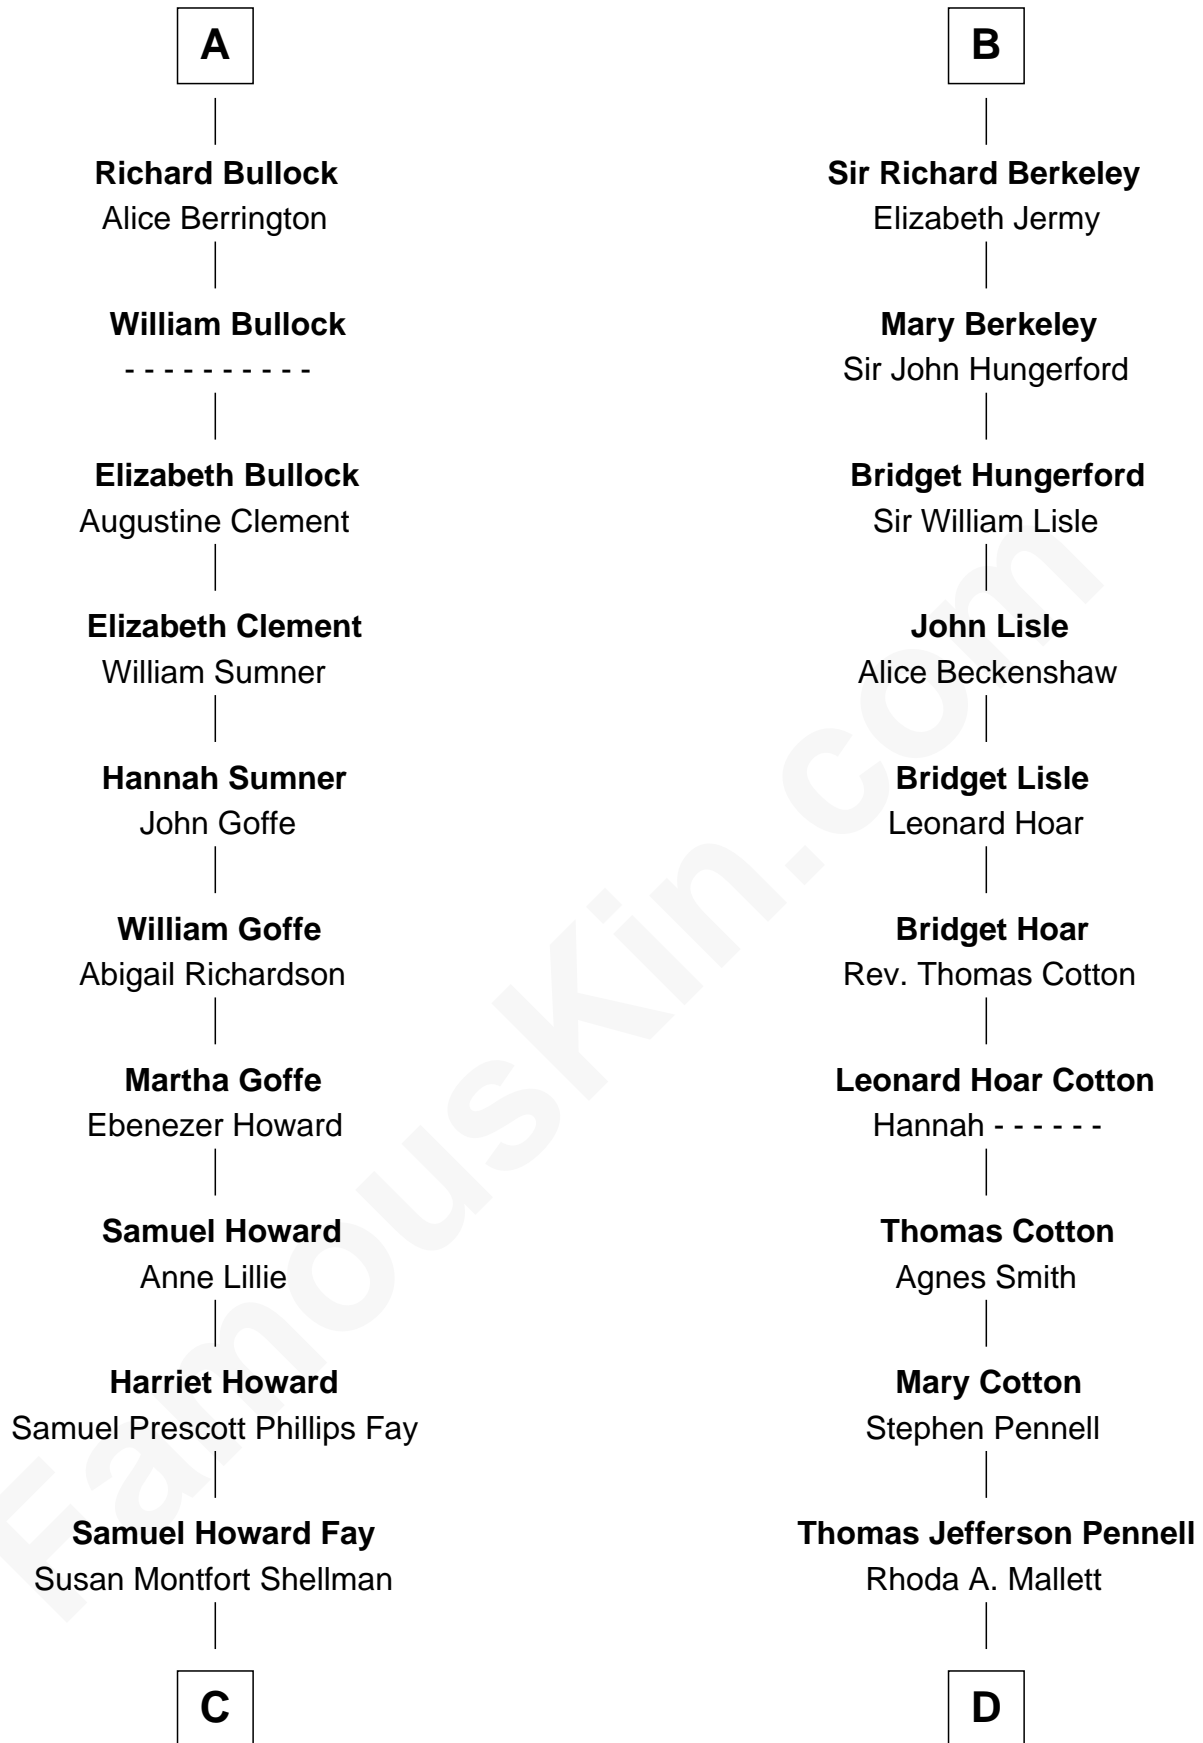 A
Richard Bullock
Alice Berrington
William Bullock
- - - - - - - - - -
Elizabeth Bullock
Augustine Clement
Elizabeth Clement
William Sumner
Hannah Sumner
John Goffe
William Goffe
Abigail Richardson
Martha Goffe
Ebenezer Howard
Samuel Howard
Anne Lillie
Harriet Howard
Samuel Prescott Phillips Fay
Samuel Howard Fay
Susan Montfort Shellman
C
B
Sir Richard Berkeley
Elizabeth Jermy
Mary Berkeley
Sir John Hungerford
Bridget Hungerford
Sir William Lisle
John Lisle
Alice Beckenshaw
Bridget Lisle
Leonard Hoar
Bridget Hoar
Rev. Thomas Cotton
Leonard Hoar Cotton
Hannah - - - - - -
Thomas Cotton
Agnes Smith
Mary Cotton
Stephen Pennell
Thomas Jefferson Pennell
Rhoda A. Mallett
D
FamousKin.com